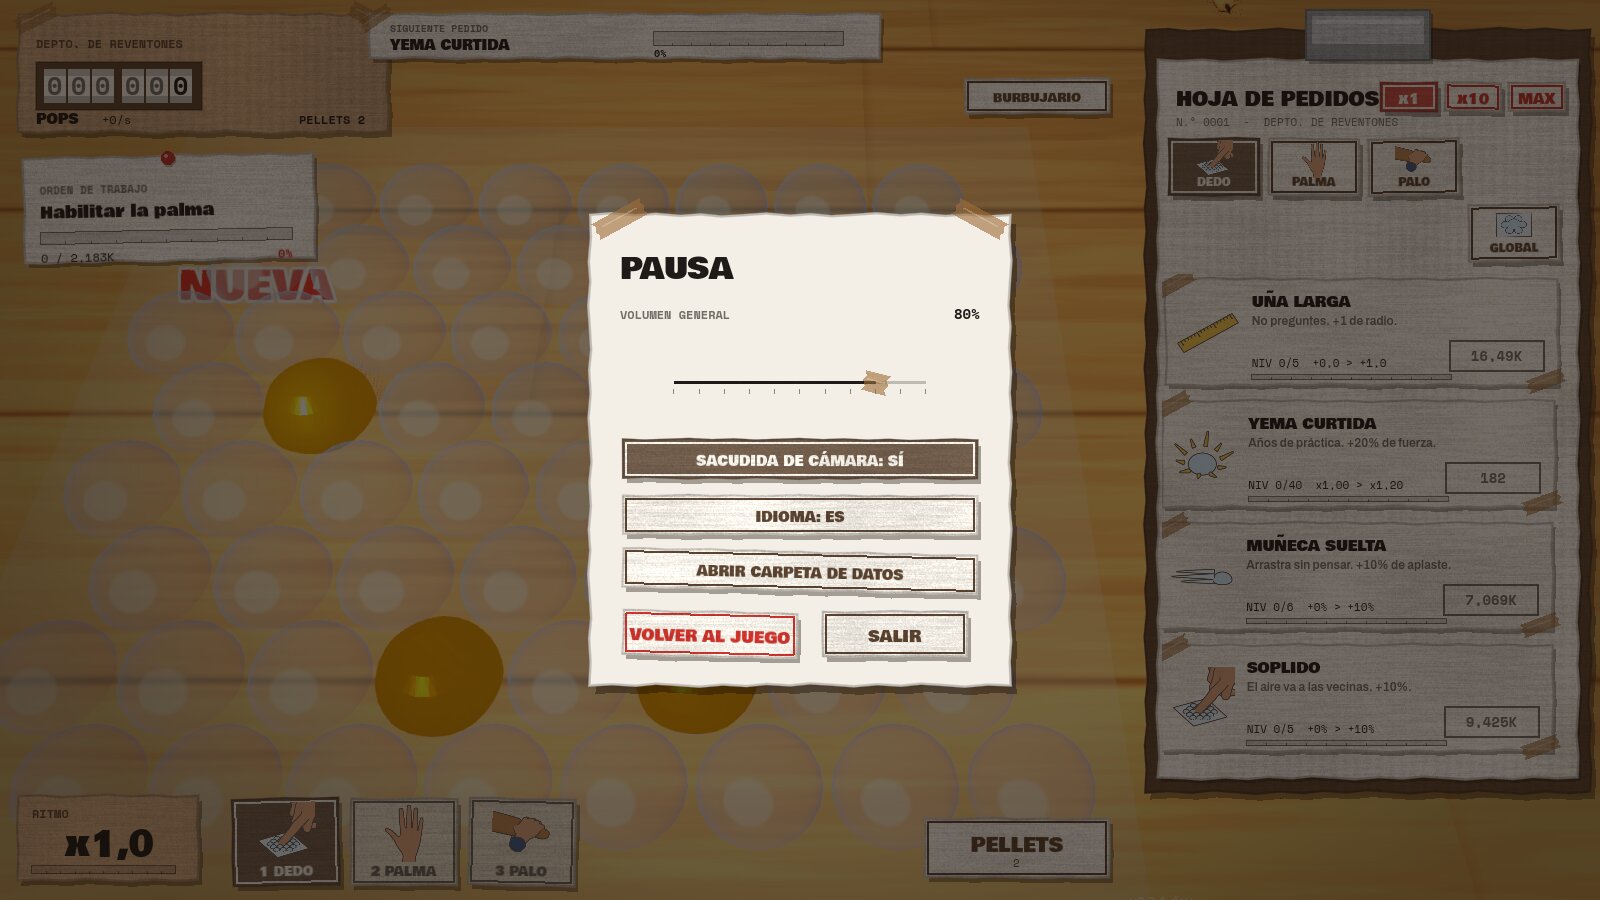 DEPTO. DE REVENTONES
000 000
POPS +0/s PELLETS 2
SIGUIENTE PEDIDO
YEMA CURTIDA
0%
BURBUJARIO
ORDEN DE TRABAJO
Habilitar la palma
0 / 2,183K 0%
NUEVA
PAUSA
VOLUMEN GENERAL 80%
SACUDIDA DE CÁMARA: SÍ
IDIOMA: ES
ABRIR CARPETA DE DATOS
VOLVER AL JUEGO
SALIR
HOJA DE PEDIDOS x1 x10 MAX
N.° 0001 - DEPTO. DE REVENTONES
DEDO PALMA PALO
GLOBAL
UÑA LARGA
No preguntes. +1 de radio.
NIV 0/5 +0,0 > +1,0 16,49K
YEMA CURTIDA
Años de práctica. +20% de fuerza.
NIV 0/40 x1,00 > x1,20 182
MUÑECA SUELTA
Arrastra sin pensar. +10% de aplaste.
NIV 0/6 +0% > +10% 7,069K
SOPLIDO
El aire va a las vecinas. +10%.
NIV 0/5 +0% > +10% 9,425K
RITMO
x1,0
1 DEDO 2 PALMA 3 PALO
PELLETS
2